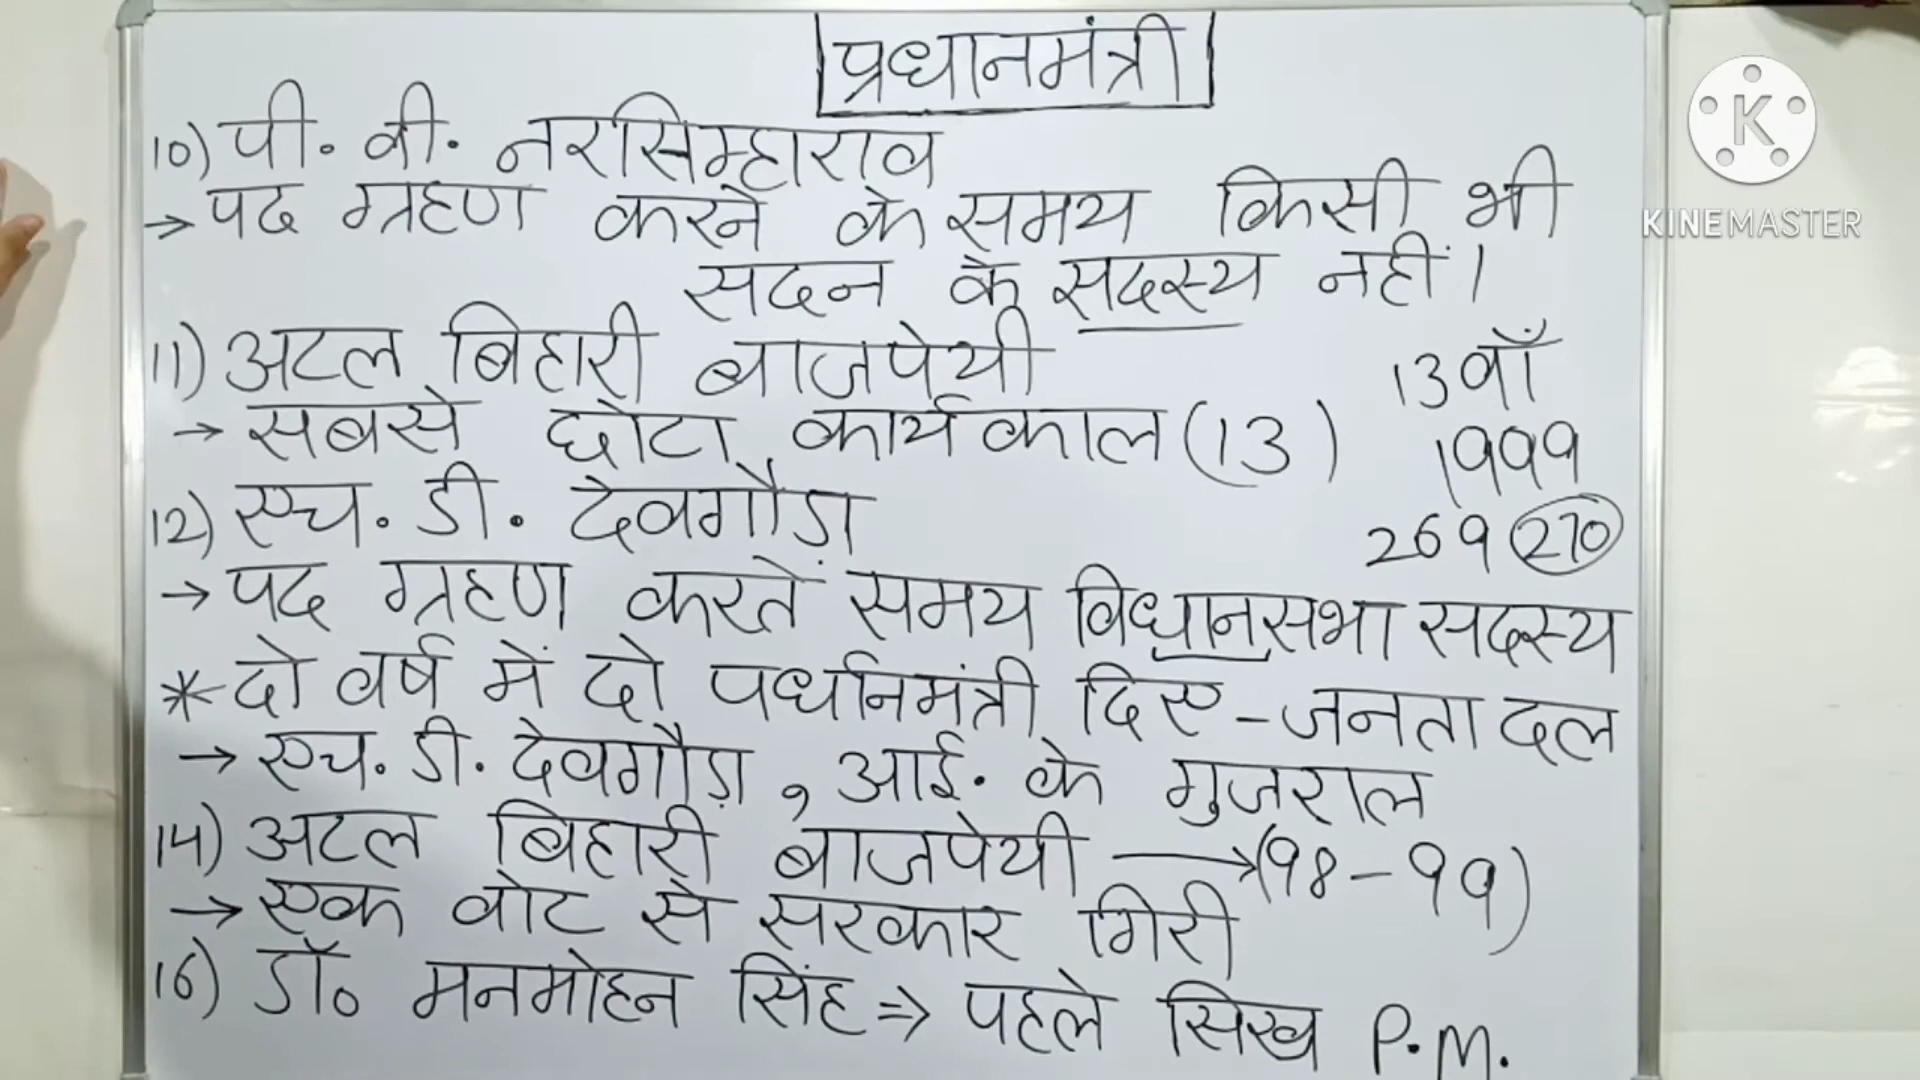 प्रधानमंत्री
10) पी. वी. नरसिम्हाराव
→ पद ग्रहण करने के समय किसी भी
सदन के सदस्य नहीं।
11) अटल बिहारी बाजपेयी
13वाँ
→ सबसे छोटा कार्यकाल (13)
1999
12) एच. डी. देवगौड़ा
269 270
→ पद ग्रहण करतें समय विधानसभा सदस्य
* दो वर्ष में दो पर्धानमंत्री दिए - जनता दल
→ एच. डी. देवगौड़ा, आई. के गुजराल
14) अटल बिहारी बाजपेयी → (98-99)
→ एक वोट से सरकार गिरी
16) डॉ० मनमोहन सिंह ⇒ पहले सिख P.M.
K
KINEMASTER